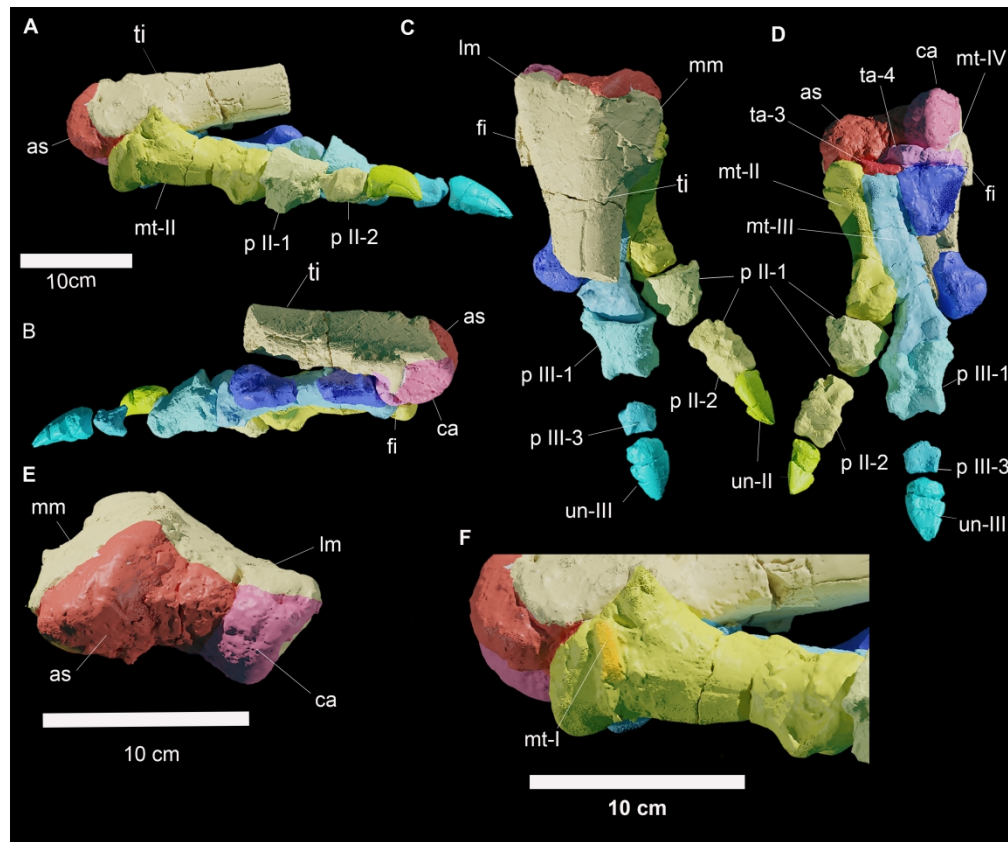 A
ti
as
mt-II
p II-1
p II-2
10cm
B
ti
as
fi
ca
C
lm
mm
fi
ti
p II-1
p III-1
p II-2
p III-3
un-III
un-II
D
ca
mt-IV
ta-4
as
ta-3
mt-II
fi
mt-III
p III-1
p II-2
p III-3
un-III
E
mm
lm
as
ca
10 cm
F
mt-I
10 cm